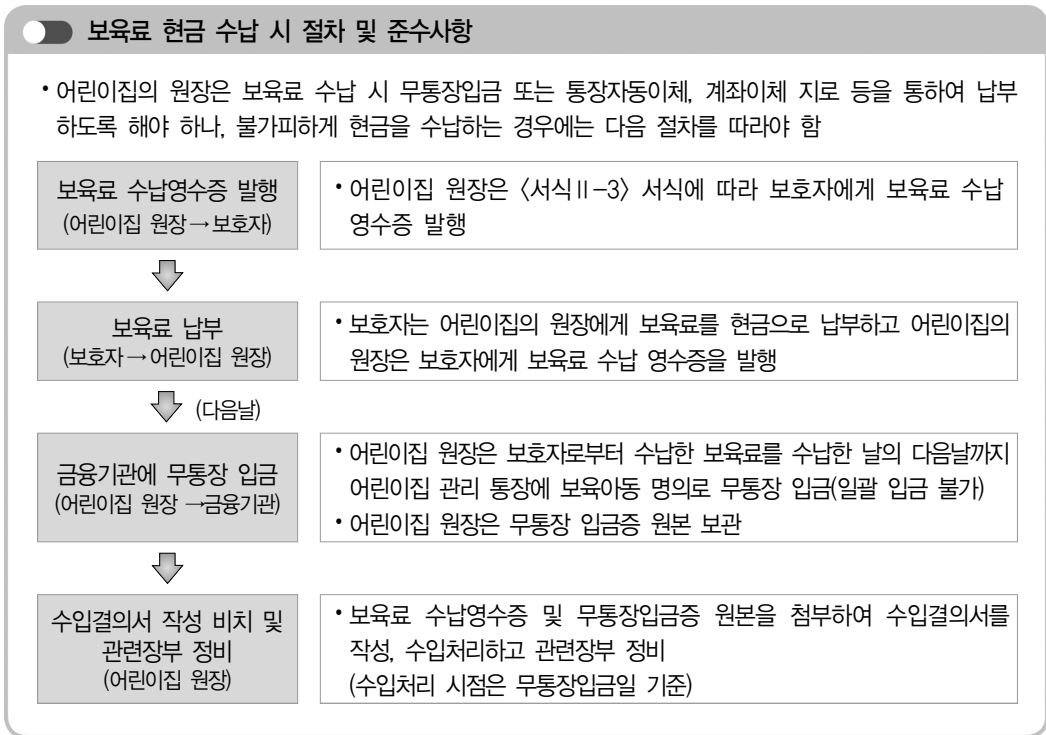 보육료 현금 수납 시 절차 및 준수사항
• 어린이집의 원장은 보육료 수납 시 무통장입금 또는 통장자동이체, 계좌이체 지로 등을 통하여 납부
하도록 해야 하나, 불가피하게 현금을 수납하는 경우에는 다음 절차를 따라야 함
보육료 수납영수증 발행
(어린이집 원장→보호자)
• 어린이집 원장은 〈서식Ⅱ-3〉 서식에 따라 보호자에게 보육료 수납
영수증 발행
보육료 납부
(보호자→어린이집 원장)
• 보호자는 어린이집의 원장에게 보육료를 현금으로 납부하고 어린이집의
원장은 보호자에게 보육료 수납 영수증을 발행
(다음날)
금융기관에 무통장 입금
(어린이집 원장 →금융기관)
• 어린이집 원장은 보호자로부터 수납한 보육료를 수납한 날의 다음날까지
어린이집 관리 통장에 보육아동 명의로 무통장 입금(일괄 입금 불가)
• 어린이집 원장은 무통장 입금증 원본 보관
수입결의서 작성 비치 및
관련장부 정비
(어린이집 원장)
• 보육료 수납영수증 및 무통장입금증 원본을 첨부하여 수입결의서를
작성, 수입처리하고 관련장부 정비
(수입처리 시점은 무통장입금일 기준)